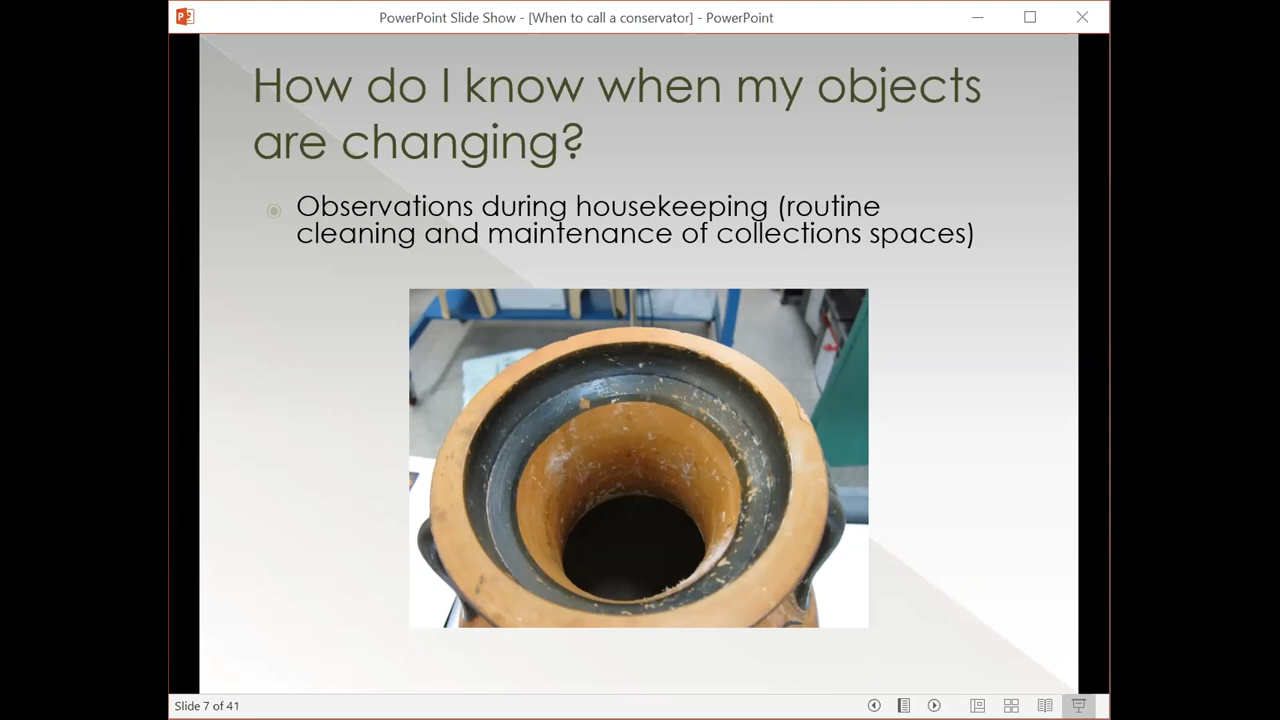 PowerPoint Slide Show - [When to call a conservator] - PowerPoint
How do I know when my objects
are changing?
Observations during housekeeping (routine
cleaning and maintenance of collections spaces)
Slide 7 of 41